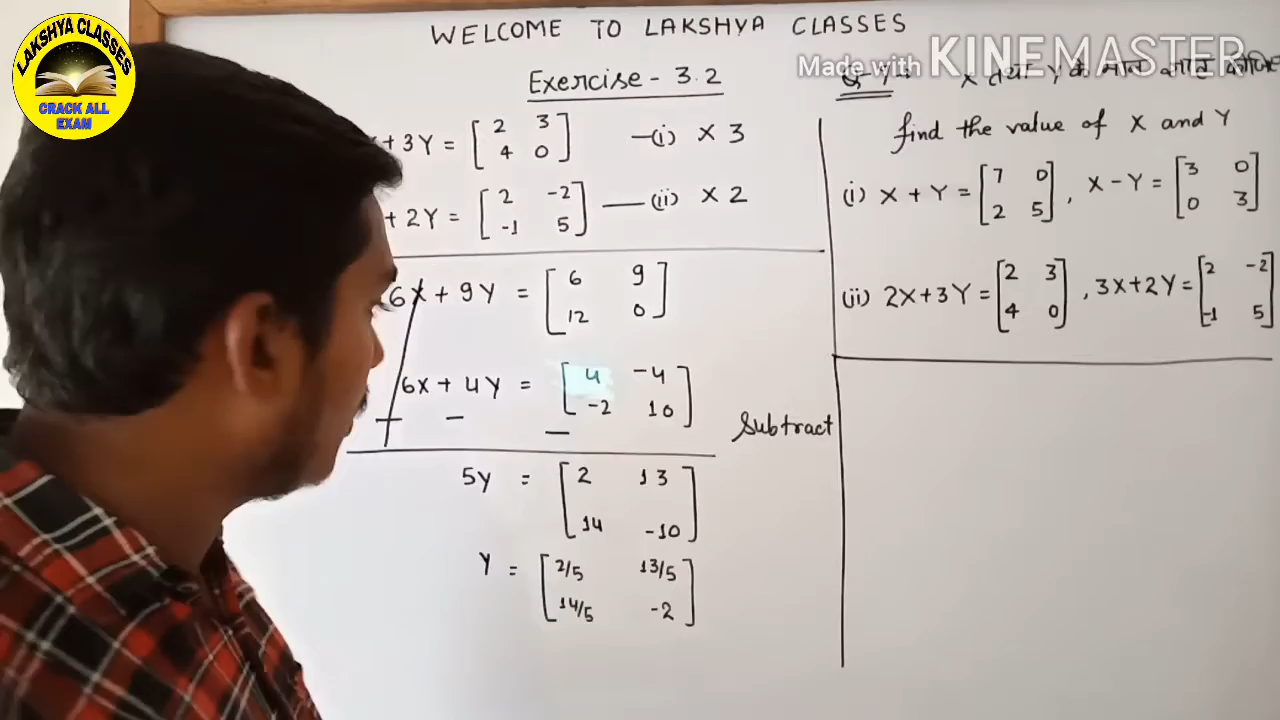 LAKSHYA CLASSES
CRACK ALL
EXAM
WELCOME TO LAKSHYA CLASSES
Made with KINEMASTER
Exercise - 3.2
+ 3Y = [2 3
4 0] —(i) × 3
+ 2Y = [2 -2
-1 5] —(ii) × 2
6X + 9Y = [6 9
12 0]
6X + 4Y = [4 -4
-2 10]
+ - — Subtract
5Y = [2 13
14 -10]
Y = [2/5 13/5
14/5 -2]
X तथा Y के मान ज्ञात
find the value of X and Y
(i) X + Y = [7 0
2 5], X - Y = [3 0
0 3]
(ii) 2X + 3Y = [2 3
4 0], 3X + 2Y = [2 -2
-1 5]